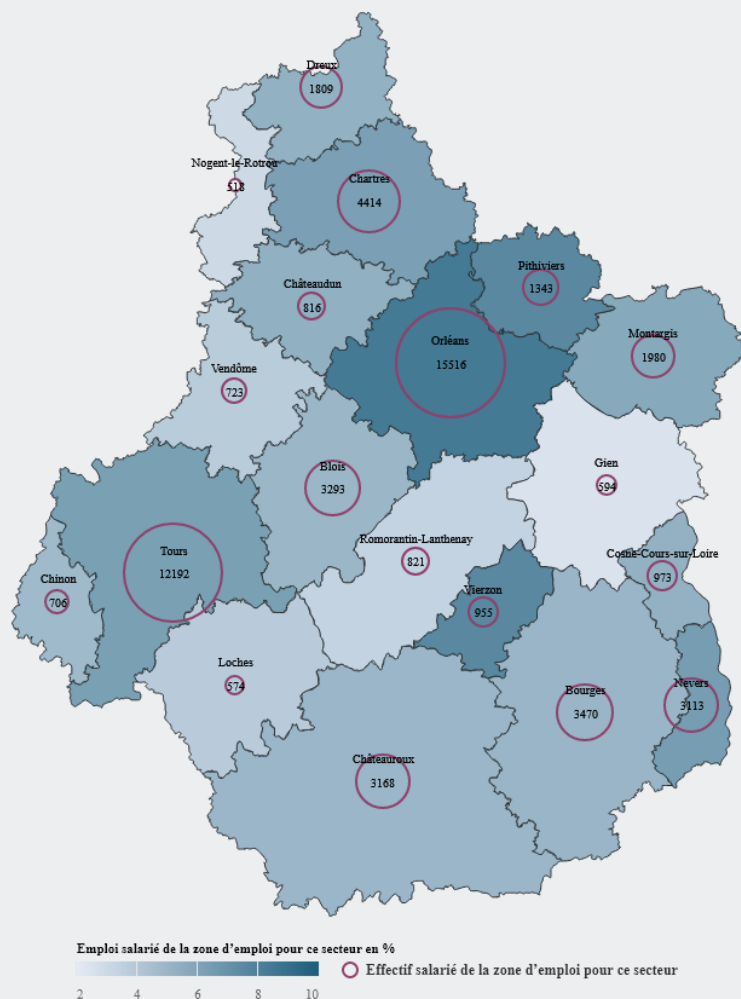 Dreux
1809
Nogent-le-Rotrou
518
Chartres
4414
Châteaudun
816
Pithiviers
1343
Orléans
15516
Montargis
1980
Vendôme
723
Blois
3293
Gien
594
Romorantin-Lanthenay
821
Tours
12192
Chinon
706
Cosne-Cours-sur-Loire
973
Vierzon
955
Loches
574
Bourges
3470
Nevers
3113
Châteauroux
3168
Emploi salarié de la zone d’emploi pour ce secteur en %
2 4 6 8 10
Effectif salarié de la zone d’emploi pour ce secteur